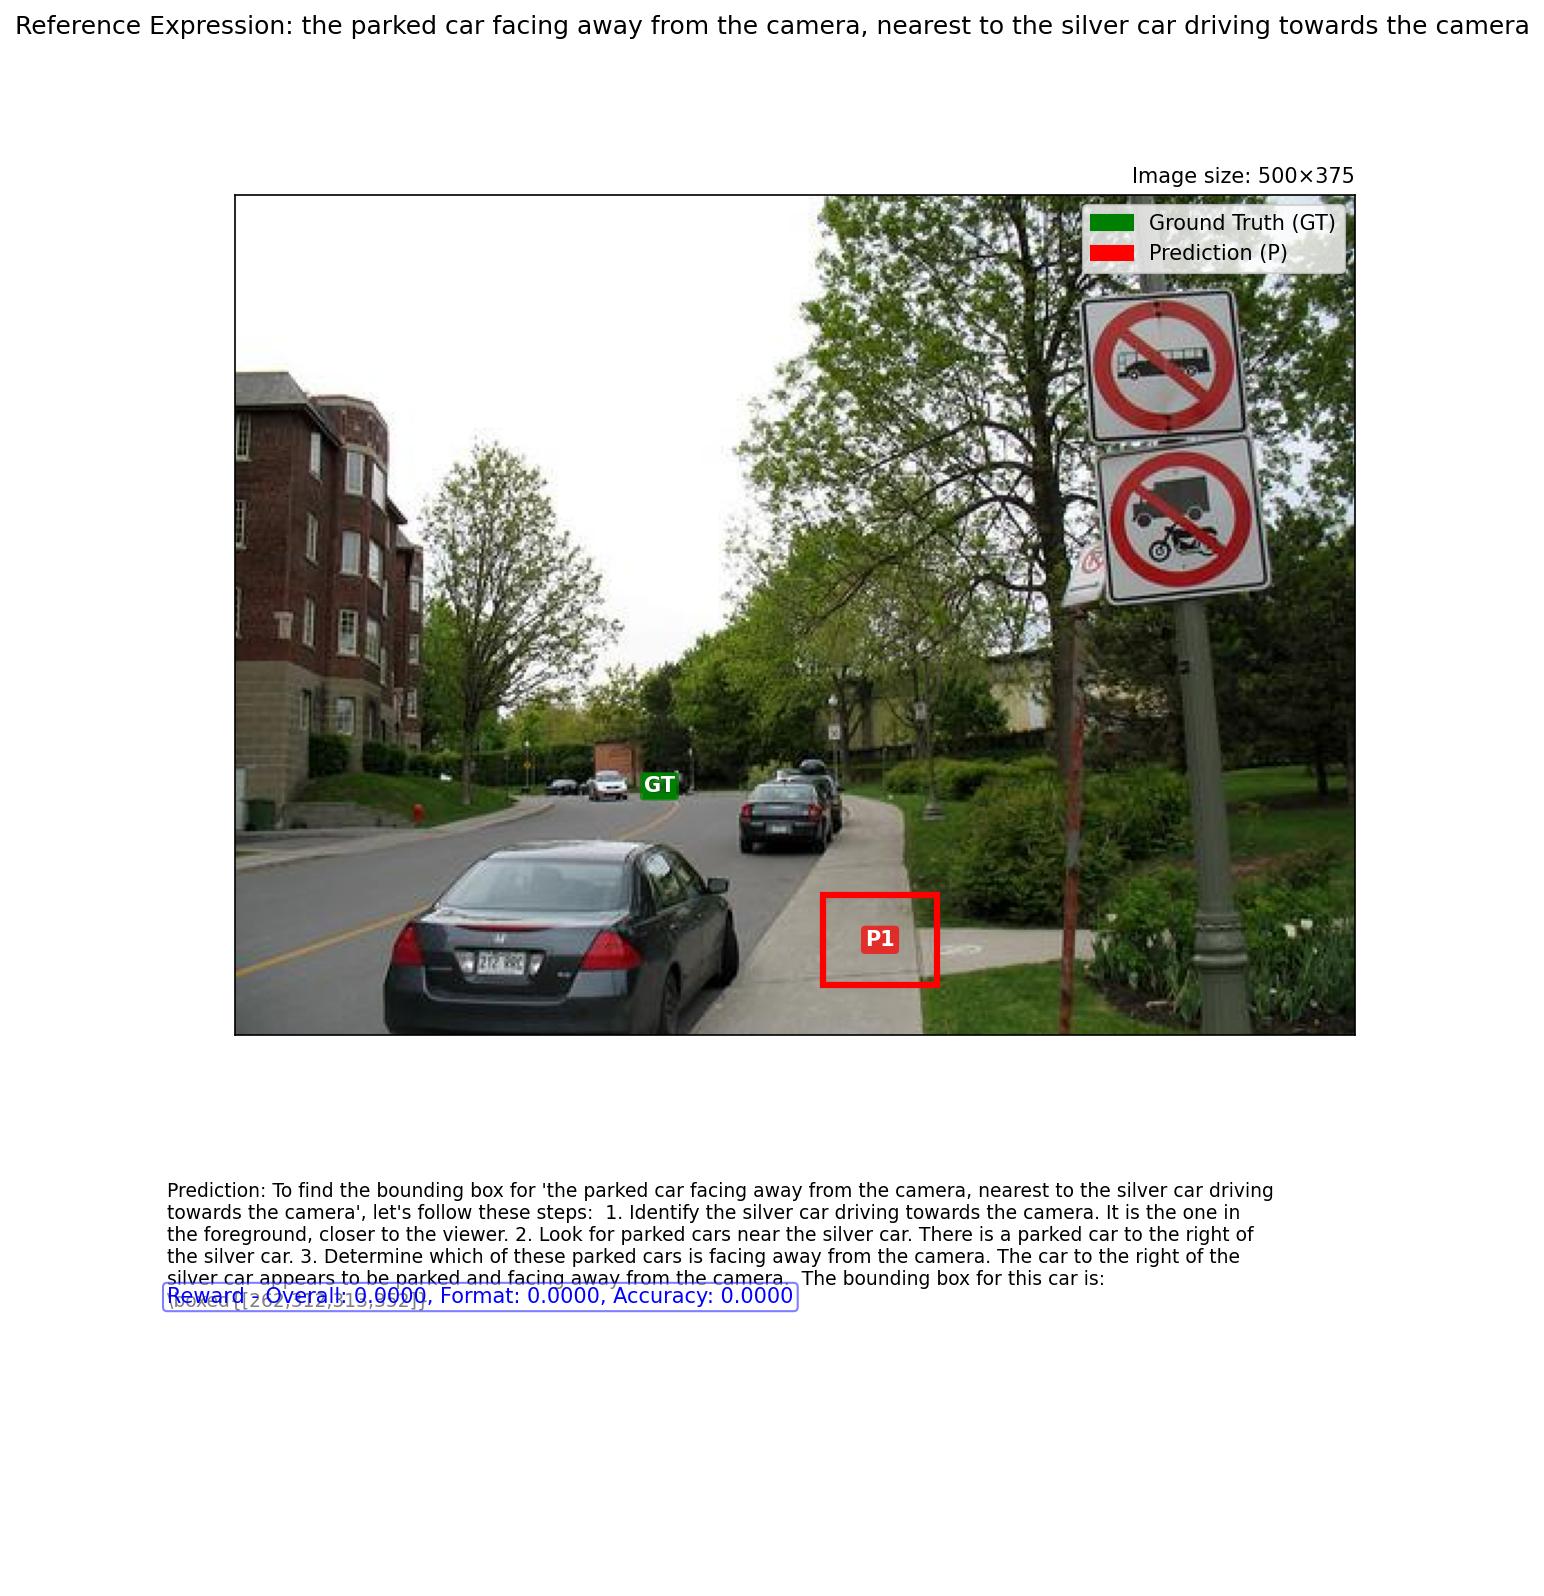 Reference Expression: the parked car facing away from the camera, nearest to the silver car driving towards the camera
Image size: 500×375
Ground Truth (GT)
Prediction (P)
GT
P1
Prediction: To find the bounding box for 'the parked car facing away from the camera, nearest to the silver car driving
towards the camera', let's follow these steps:  1. Identify the silver car driving towards the camera. It is the one in
the foreground, closer to the viewer. 2. Look for parked cars near the silver car. There is a parked car to the right of
the silver car. 3. Determine which of these parked cars is facing away from the camera. The car to the right of the
silver car appears to be parked and facing away from the camera.  The bounding box for this car is:
Reward - Overall: 0.0000, Format: 0.0000, Accuracy: 0.0000